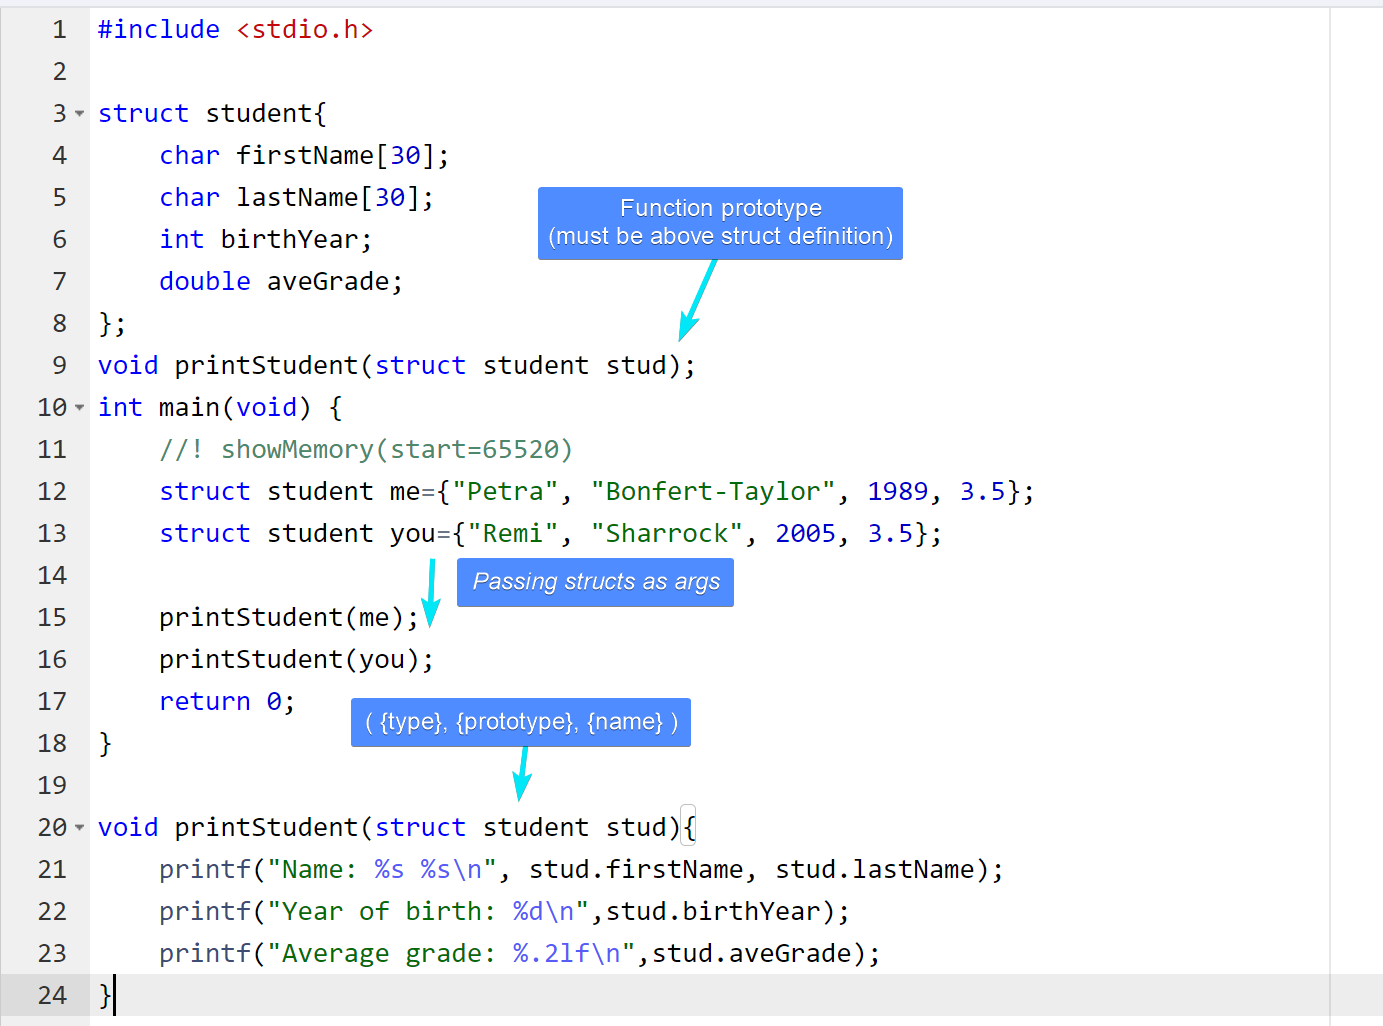 1 #include <stdio.h>
2
3 struct student{
4     char firstName[30];
5     char lastName[30];
Function prototype
(must be above struct definition)
6     int birthYear;
7     double aveGrade;
8 };
9 void printStudent(struct student stud);
10 int main(void) {
11     //! showMemory(start=65520)
12     struct student me={"Petra", "Bonfert-Taylor", 1989, 3.5};
13     struct student you={"Remi", "Sharrock", 2005, 3.5};
14
Passing structs as args
15     printStudent(me);
16     printStudent(you);
17     return 0;
( {type}, {prototype}, {name} )
18 }
19
20 void printStudent(struct student stud){
21     printf("Name: %s %s\n", stud.firstName, stud.lastName);
22     printf("Year of birth: %d\n",stud.birthYear);
23     printf("Average grade: %.2lf\n",stud.aveGrade);
24 }